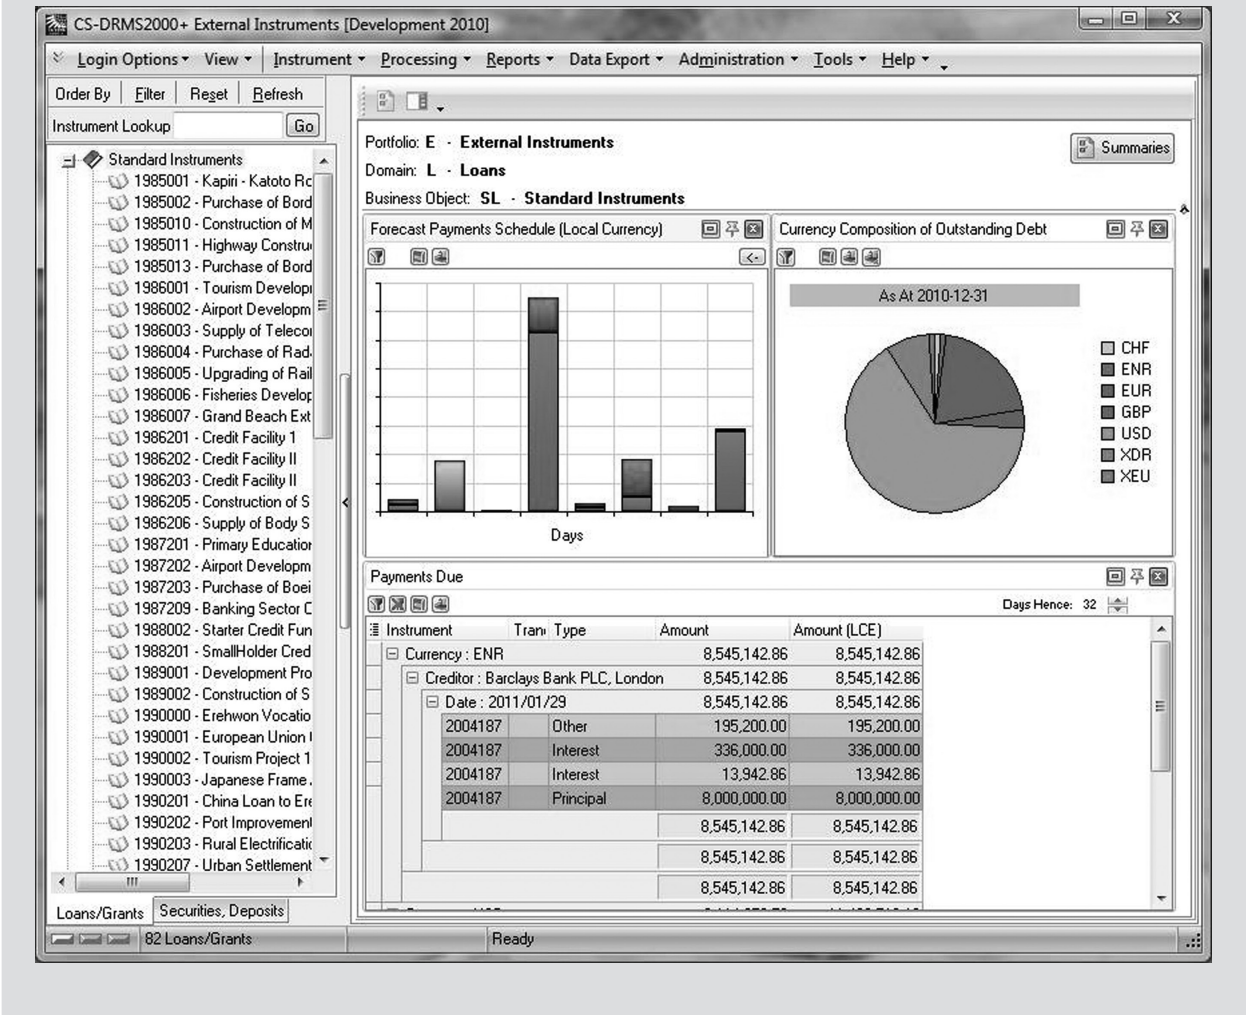 CS-DRMS2000+ External Instruments [Development 2010]
Login Options View Instrument Processing Reports Data Export Administration Tools Help
Order By Filter Reset Refresh
Instrument Lookup Go
Standard Instruments
1985001 - Kapiri - Katoto Rc
1985002 - Purchase of Bord
1985010 - Construction of M
1985011 - Highway Constru
1985013 - Purchase of Bord
1986001 - Tourism Develop
1986002 - Airport Developm
1986003 - Supply of Teleco
1986004 - Purchase of Rad
1986005 - Upgrading of Rail
1986006 - Fisheries Develop
1986007 - Grand Beach Ext
1986201 - Credit Facility 1
1986202 - Credit Facility II
1986203 - Credit Facility II
1986205 - Construction of S
1986206 - Supply of Body S
1987201 - Primary Education
1987202 - Airport Developm
1987203 - Purchase of Boei
1987209 - Banking Sector C
1988002 - Starter Credit Fun
1988201 - SmallHolder Cred
1989001 - Development Pro
1989002 - Construction of S
1990000 - Erehwon Vocatio
1990001 - European Union
1990002 - Tourism Project 1
1990003 - Japanese Frame
1990201 - China Loan to Ere
1990202 - Port Improvement
1990203 - Rural Electrificatio
1990207 - Urban Settlement
Loans/Grants Securities, Deposits
Portfolio: E - External Instruments
Summaries
Domain: L - Loans
Business Object: SL - Standard Instruments
Forecast Payments Schedule (Local Currency)
<-
Days
Currency Composition of Outstanding Debt
As At 2010-12-31
CHF
ENR
EUR
GBP
USD
XDR
XEU
Payments Due
Days Hence: 32
Instrument Tran Type Amount Amount (LCE)
Currency : ENR 8,545,142.86 8,545,142.86
Creditor : Barclays Bank PLC, London 8,545,142.86 8,545,142.86
Date : 2011/01/29 8,545,142.86 8,545,142.86
2004187 Other 195,200.00 195,200.00
2004187 Interest 336,000.00 336,000.00
2004187 Interest 13,942.86 13,942.86
2004187 Principal 8,000,000.00 8,000,000.00
8,545,142.86 8,545,142.86
8,545,142.86 8,545,142.86
8,545,142.86 8,545,142.86
82 Loans/Grants Ready